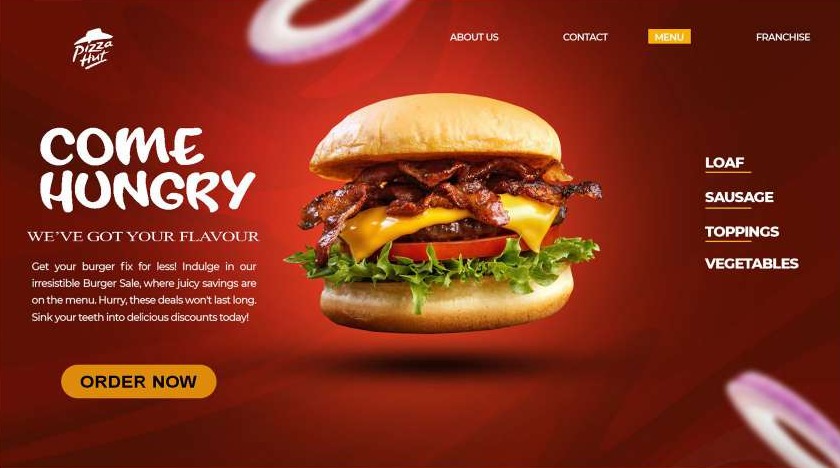 Pizza
Hut
ABOUT US
CONTACT
MENU
FRANCHISE
COME
HUNGRY
WE'VE GOT YOUR FLAVOUR
Get your burger fix for less! Indulge in our
irresistible Burger Sale, where juicy savings are
on the menu. Hurry, these deals won't last long.
Sink your teeth into delicious discounts today!
ORDER NOW
LOAF
SAUSAGE
TOPPINGS
VEGETABLES